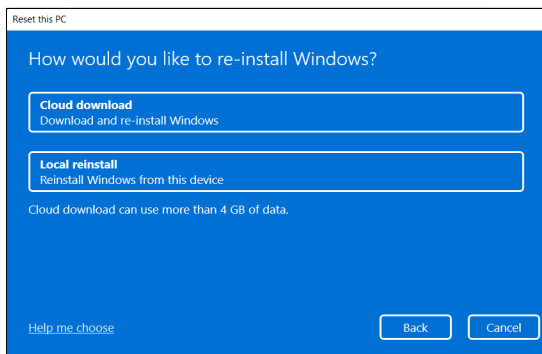 Reset this PC
How would you like to re-install Windows?
Cloud download
Download and re-install Windows
Local reinstall
Reinstall Windows from this device
Cloud download can use more than 4 GB of data.
Help me choose
Back
Cancel